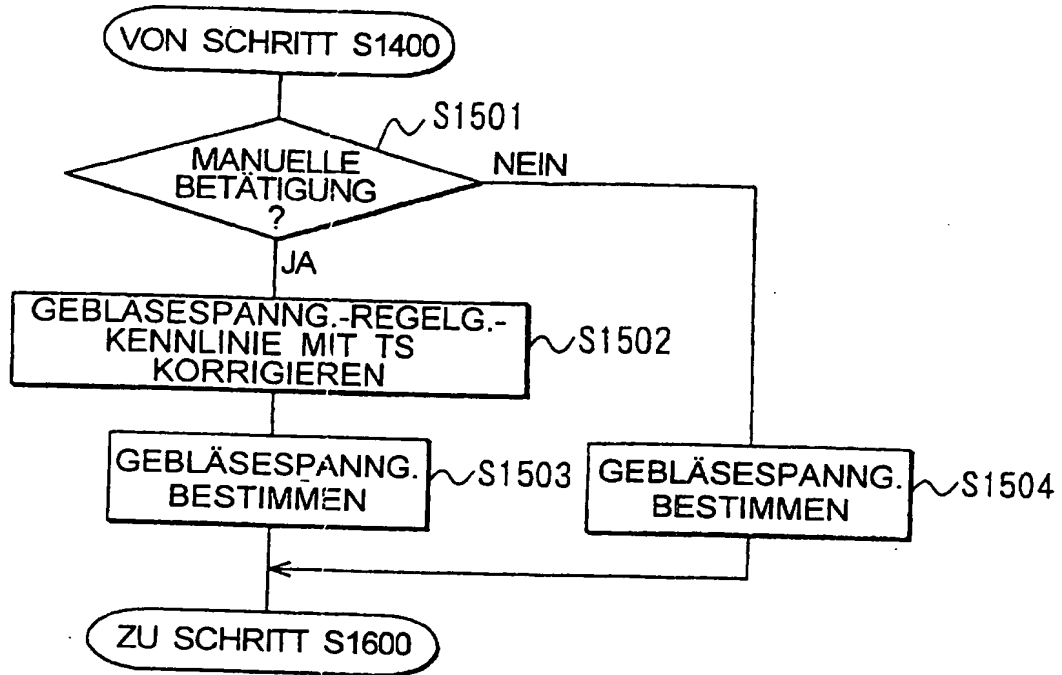 VON SCHRITT S1400
S1501
MANUELLE
BETÄTIGUNG
?
NEIN
JA
GEBLASESPANNG.-REGELG.-
KENNLINIE MIT TS
KORRIGIEREN
S1502
GEBLÄSESPANNG.
BESTIMMEN
S1503
GEBLÄSESPANNG.
BESTIMMEN
S1504
ZU SCHRITT S1600